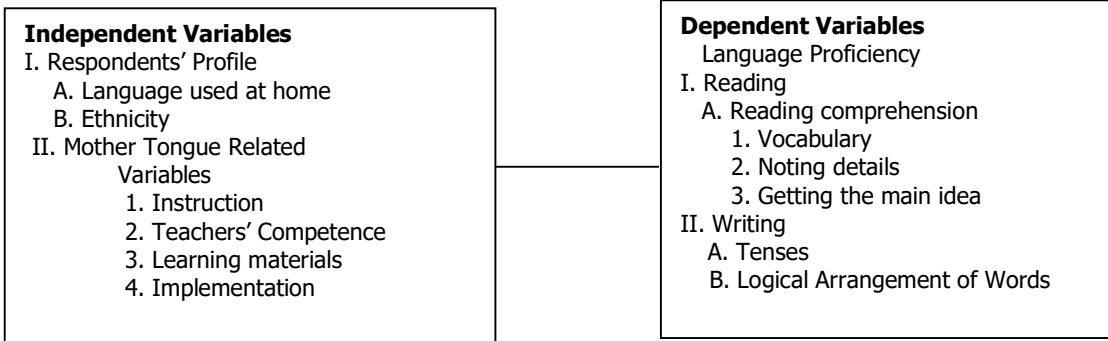 Independent Variables
I. Respondents’ Profile
A. Language used at home
B. Ethnicity
II. Mother Tongue Related
Variables
1. Instruction
2. Teachers’ Competence
3. Learning materials
4. Implementation
Dependent Variables
Language Proficiency
I. Reading
A. Reading comprehension
1. Vocabulary
2. Noting details
3. Getting the main idea
II. Writing
A. Tenses
B. Logical Arrangement of Words